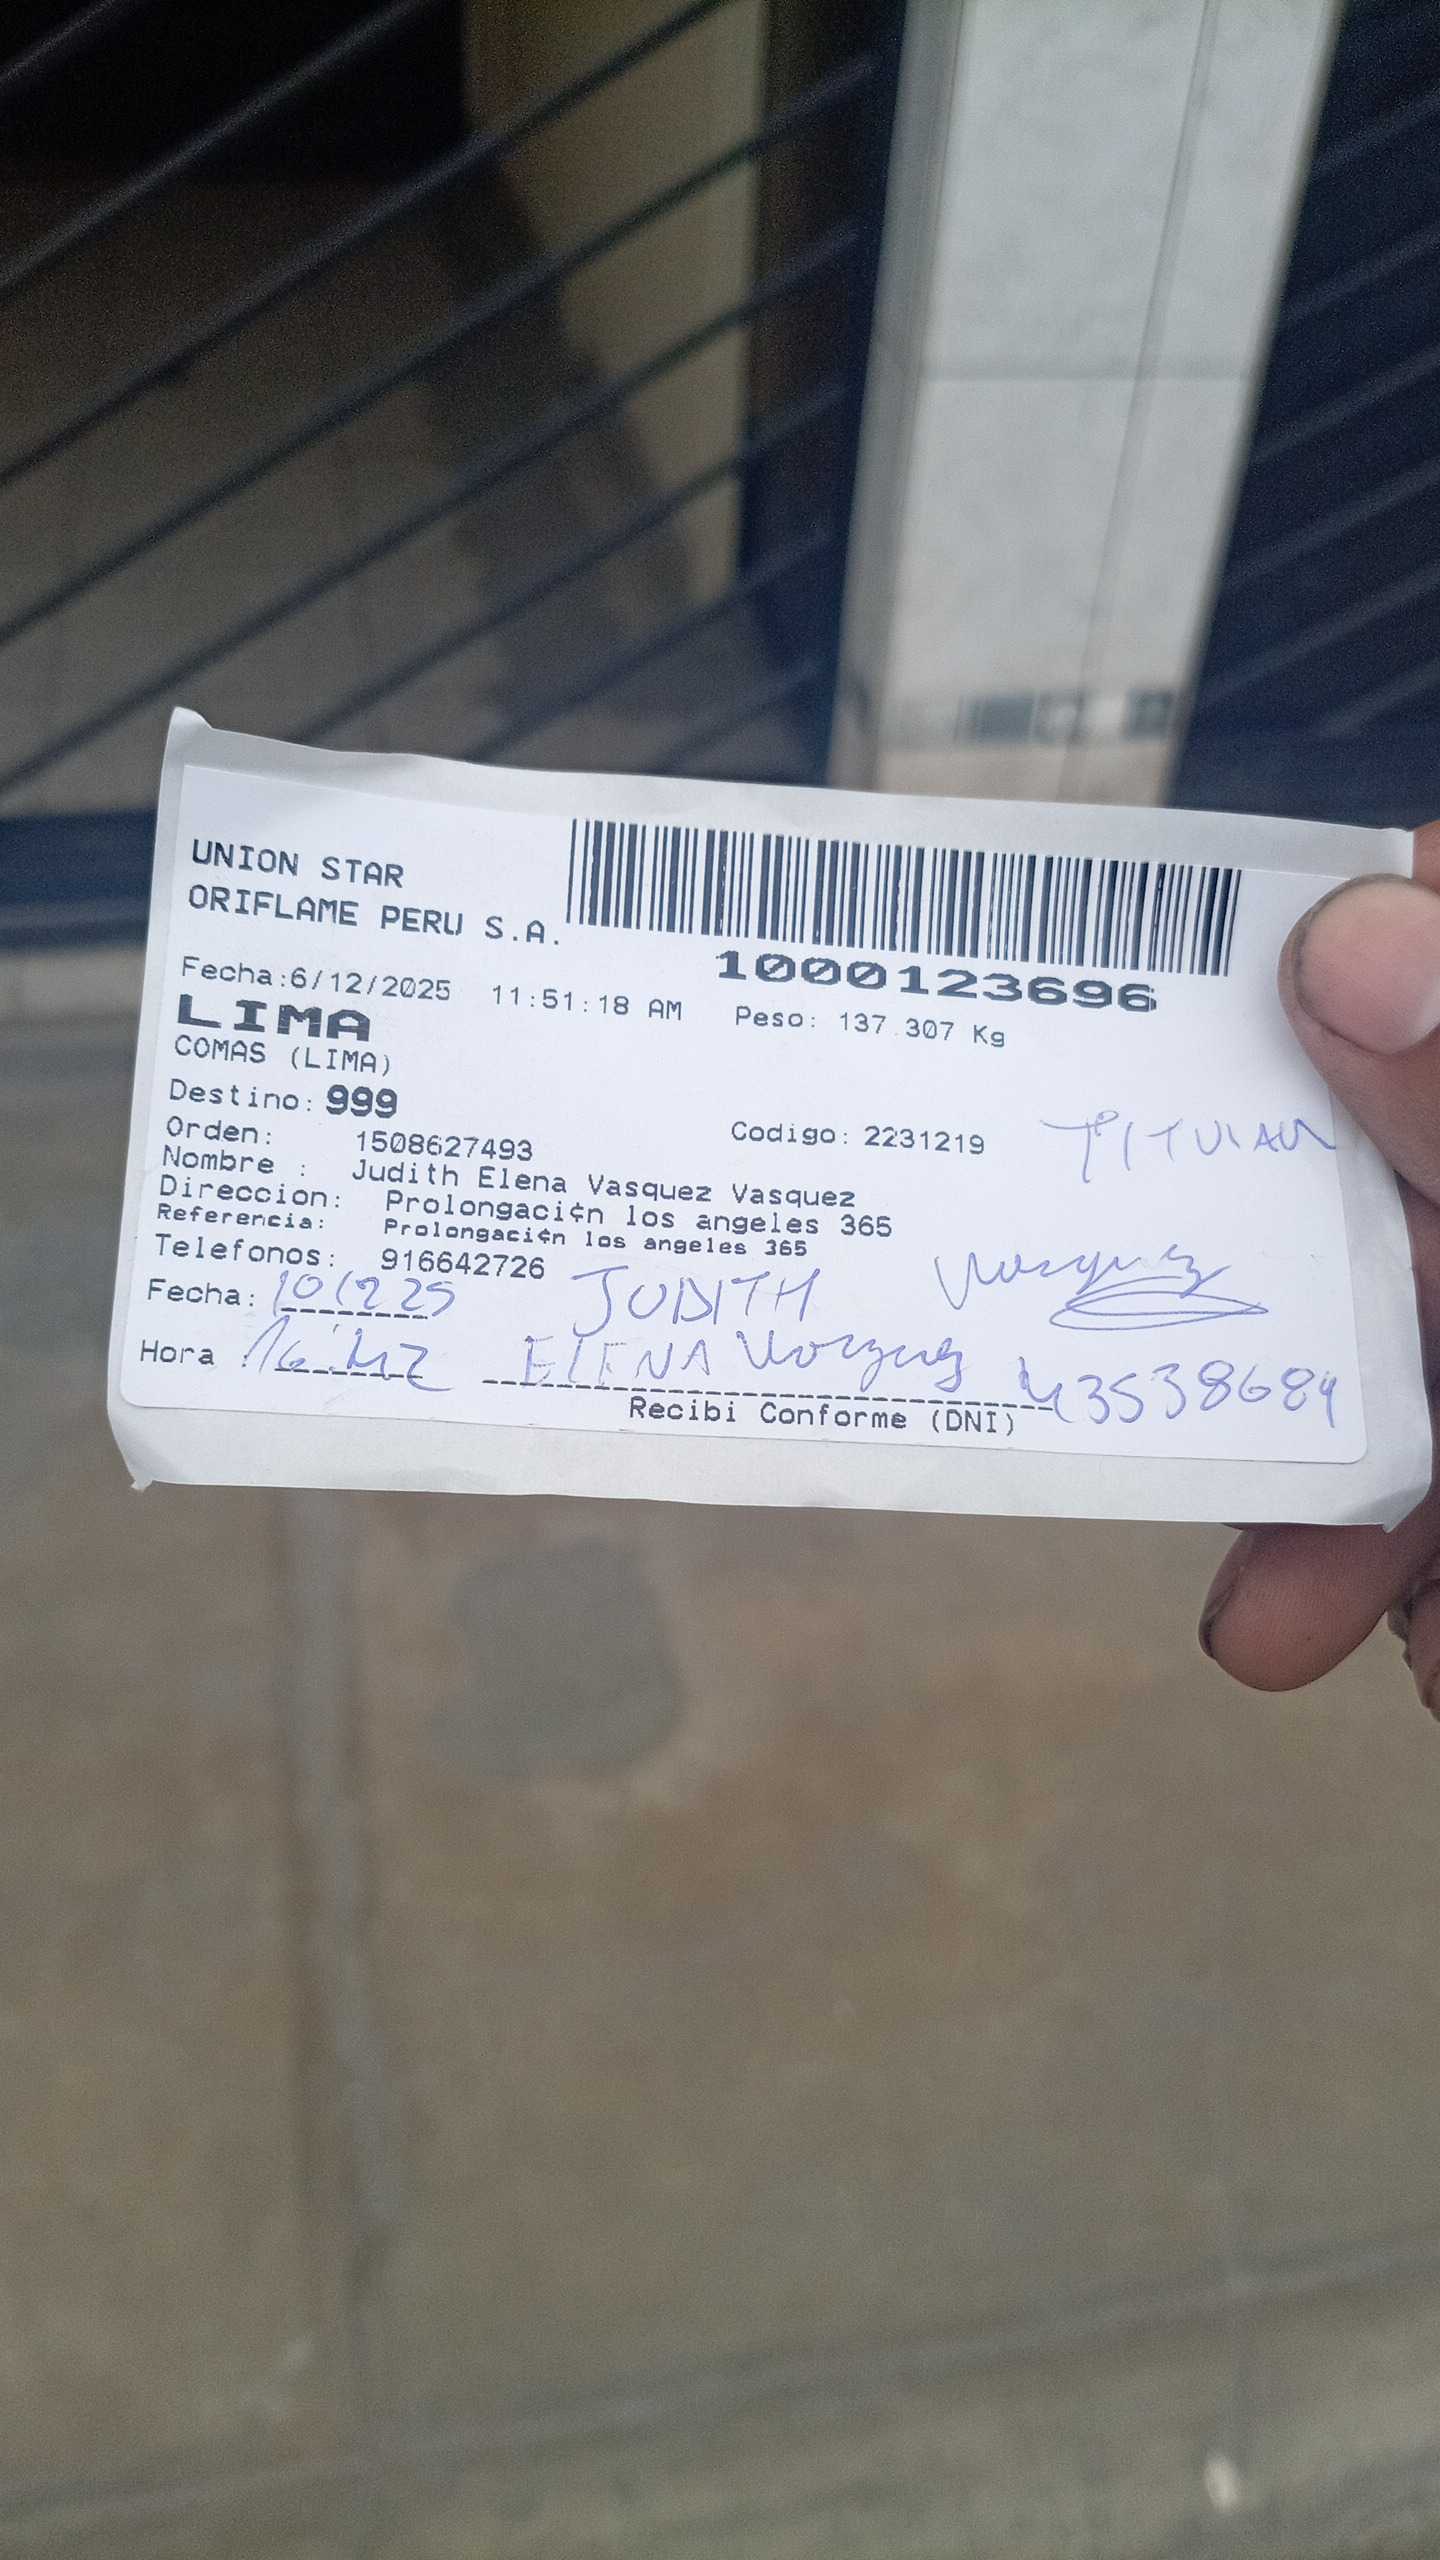 UNION STAR
ORIFLAME PERU S.A.
1000123696
Fecha:6/12/2025 11:51:18 AM Peso: 137.307 Kg
LIMA
COMAS (LIMA)
Destino: 999
Orden: 1508627493 Codigo: 2231219 TITULAR
Nombre : Judith Elena Vasquez Vasquez
Direccion: Prolongaci¢n los angeles 365
Referencia: Prolongaci¢n los angeles 365
Telefonos: 916642726
Fecha: 10/12 25 JUDITH Vasquez
Hora : ELENA Vasquez 43538684
Recibi Conforme (DNI)